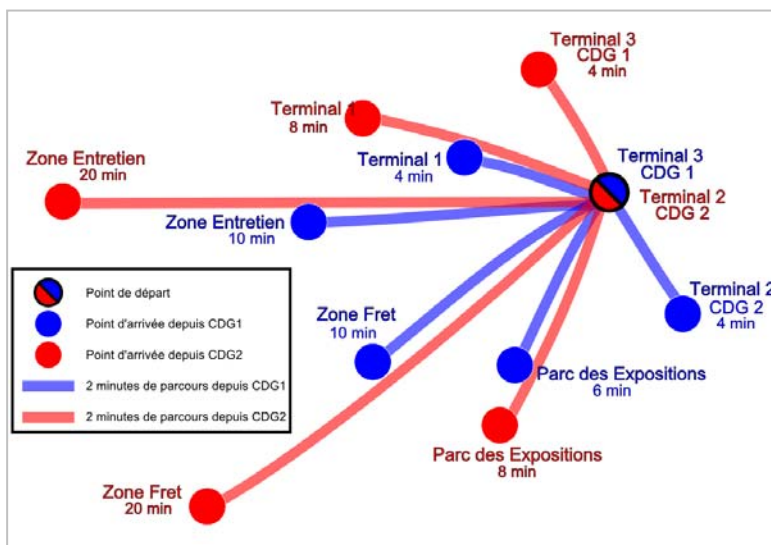 Terminal 3
CDG 1
4 min
Terminal 1
8 min
Terminal 1
4 min
Terminal 3
CDG 1
Zone Entretien
20 min
Terminal 2
CDG 2
Zone Entretien
10 min
Point de départ
Point d'arrivée depuis CDG1
Point d'arrivée depuis CDG2
2 minutes de parcours depuis CDG1
2 minutes de parcours depuis CDG2
Zone Fret
10 min
Terminal 2
CDG 2
4 min
Parc des Expositions
6 min
Parc des Expositions
8 min
Zone Fret
20 min